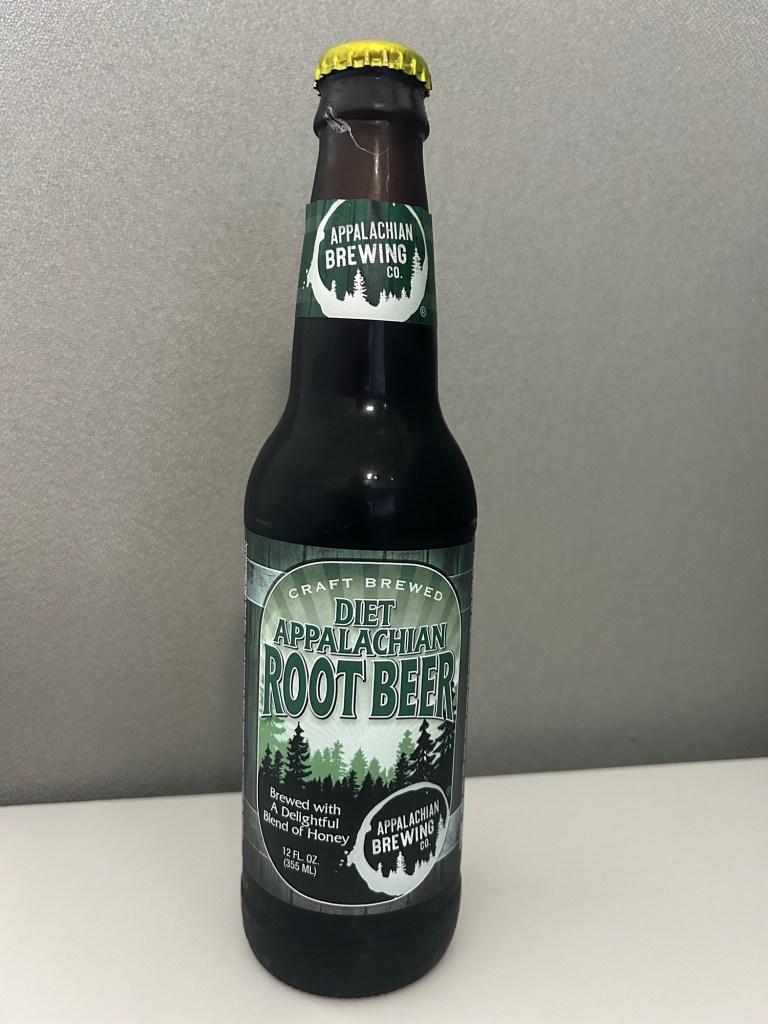 APPALACHIAN
BREWING
CO.
®
CRAFT BREWED
DIET
APPALACHIAN
ROOT BEER
Brewed with
A Delightful
Blend of Honey
12 FL. OZ.
(355 ML)
APPALACHIAN
BREWING
CO.
®